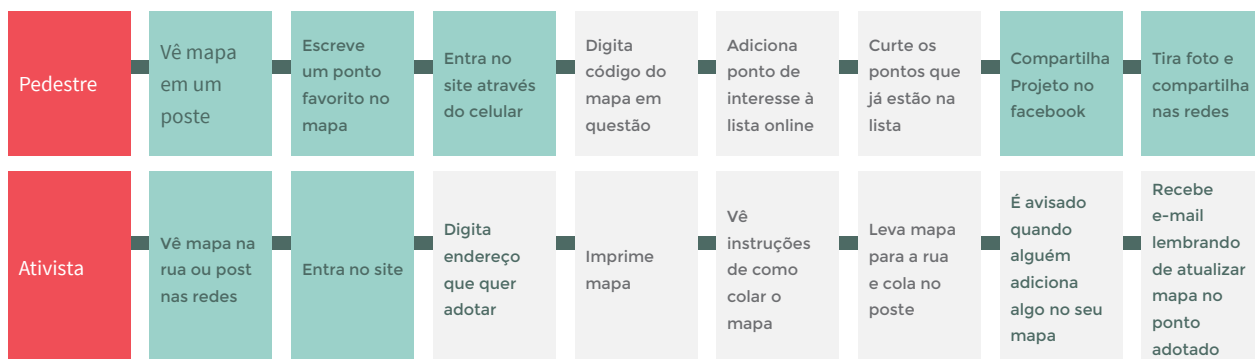 Pedestre
Vê mapa
em um
poste
Escreve
um ponto
favorito no
mapa
Entra no
site através
do celular
Digita
código do
mapa em
questão
Adiciona
ponto de
interesse à
lista online
Curte os
pontos que
já estão na
lista
Compartilha
Projeto no
facebook
Tira foto e
compartilha
nas redes
Ativista
Vê mapa na
rua ou post
nas redes
Entra no site
Digita
endereço
que quer
adotar
Imprime
mapa
Vê
instruções
de como
colar o
mapa
Leva mapa
para a rua
e cola no
poste
É avisado
quando
alguém
adiciona
algo no seu
mapa
Recebe
e-mail
lembrando
de atualizar
mapa no
ponto
adotado